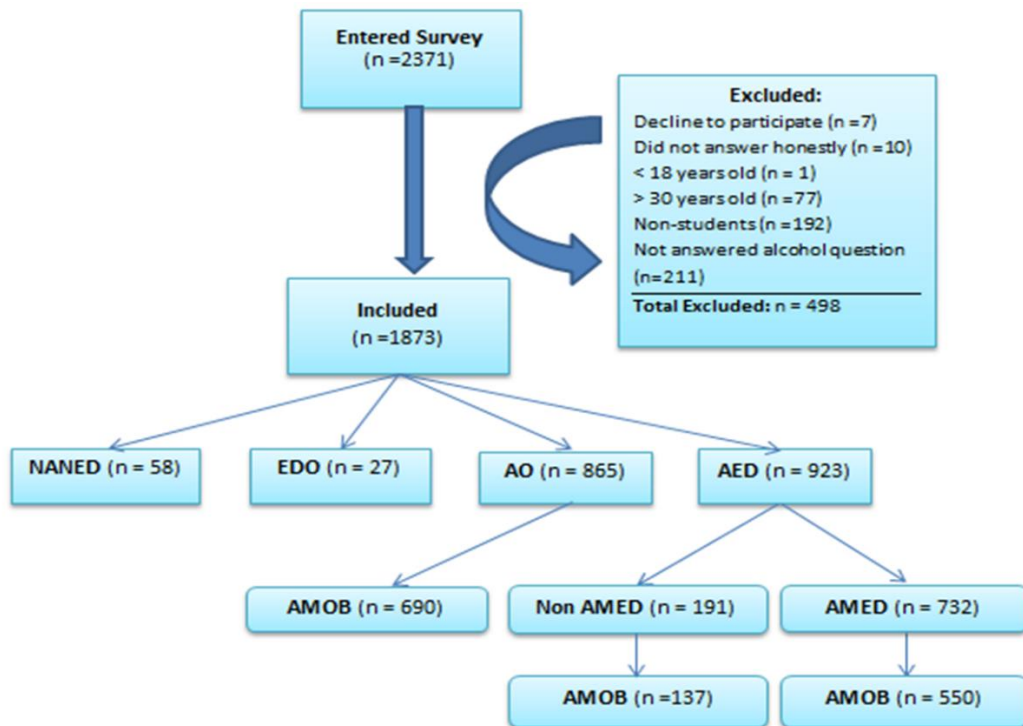 Entered Survey
(n =2371)
Excluded:
Decline to participate (n =7)
Did not answer honestly (n =10)
< 18 years old (n = 1)
> 30 years old (n =77)
Non-students (n =192)
Not answered alcohol question
(n=211)
Total Excluded: n = 498
Included
(n =1873)
NANED (n = 58)
EDO (n = 27)
AO (n = 865)
AED (n = 923)
AMOB (n = 690)
Non AMED (n = 191)
AMED (n = 732)
AMOB (n =137)
AMOB (n = 550)